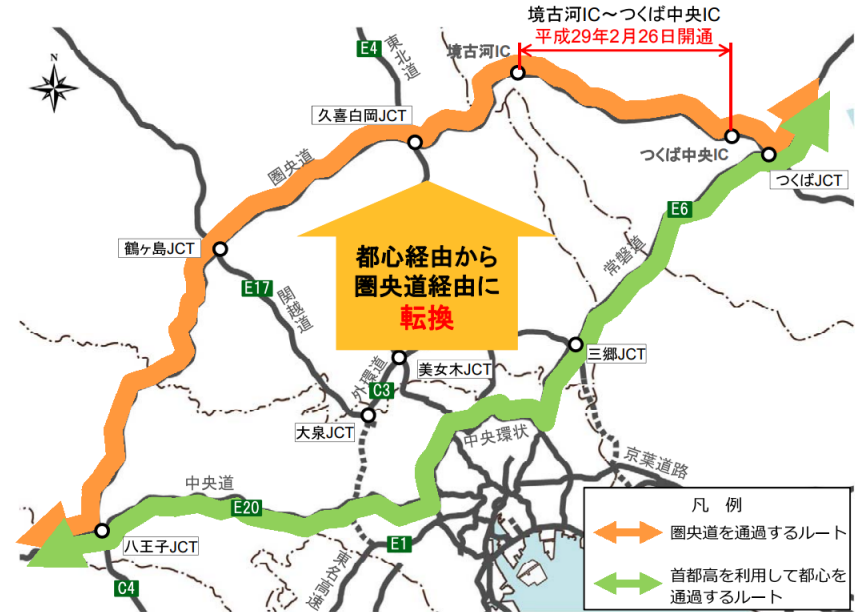 境古河IC～つくば中央IC
平成29年2月26日開通
N
E4
東北道
境古河IC
久喜白岡JCT
圏央道
つくば中央IC
つくばJCT
E6
常磐道
鶴ヶ島JCT
E17
関越道
都心経由から
圏央道経由に
転換
三郷JCT
外環道
美女木JCT
C3
大泉JCT
中央環状
京葉道路
中央道
E20
八王子JCT
E1
東名高速
C4
凡 例
圏央道を通過するルート
首都高を利用して都心を
通過するルート